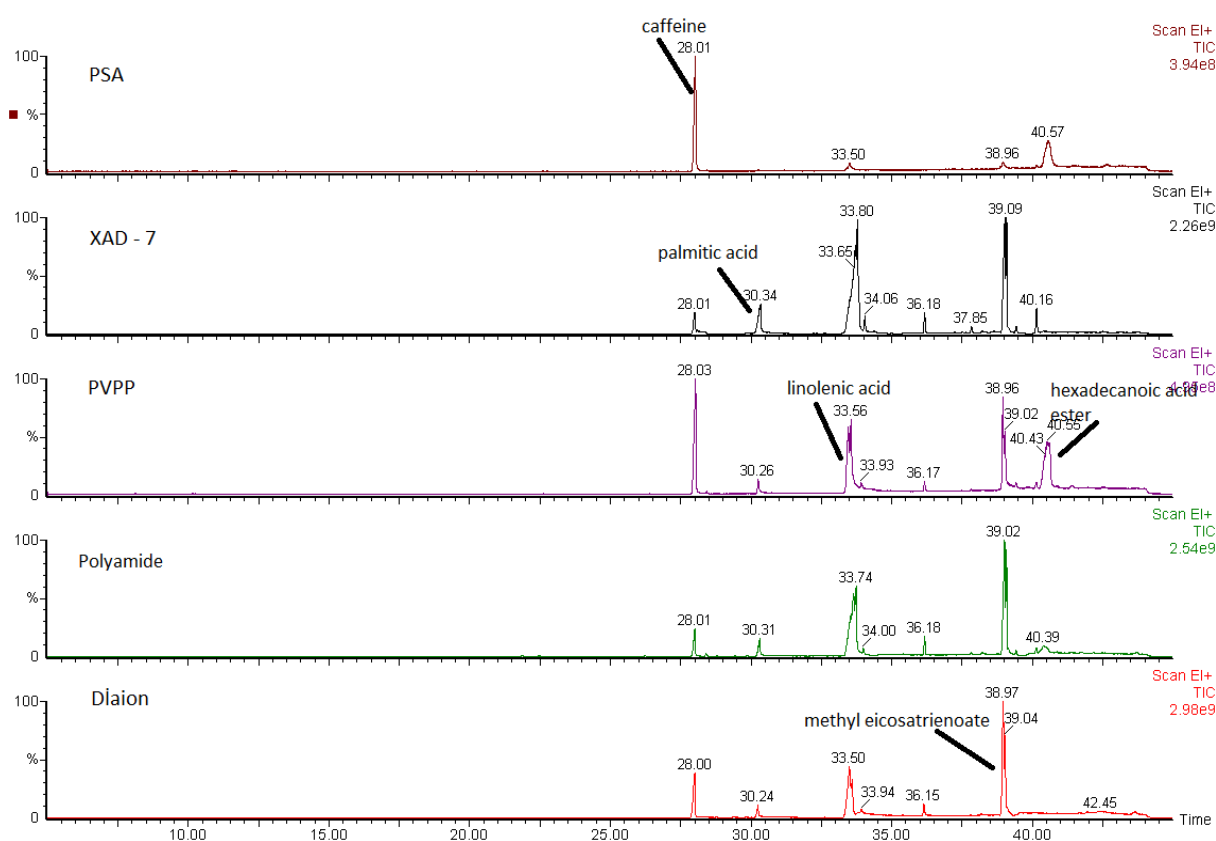 caffeine
Scan EI+
TIC
3.94e8
100
28.01
PSA
%
40.57
33.50
38.96
0
Scan EI+
TIC
2.26e9
100
33.80
39.09
XAD - 7
33.65
palmitic acid
%
30.34
28.01
34.06
36.18
37.85
40.16
0
Scan EI+
TIC
100
28.03
PVPP
linolenic acid
38.96
hexadecanoic acid
ester
33.56
39.02
40.43
40.55
%
30.26
33.93
36.17
0
Scan EI+
TIC
2.54e9
100
39.02
Polyamide
33.74
%
28.01
30.31
34.00
36.18
40.39
0
Scan EI+
TIC
2.98e9
100
38.97
Dİaion
methyl eicosatrienoate
39.04
%
28.00
33.50
30.24
33.94
36.15
42.45
0
Time
10.00 15.00 20.00 25.00 30.00 35.00 40.00